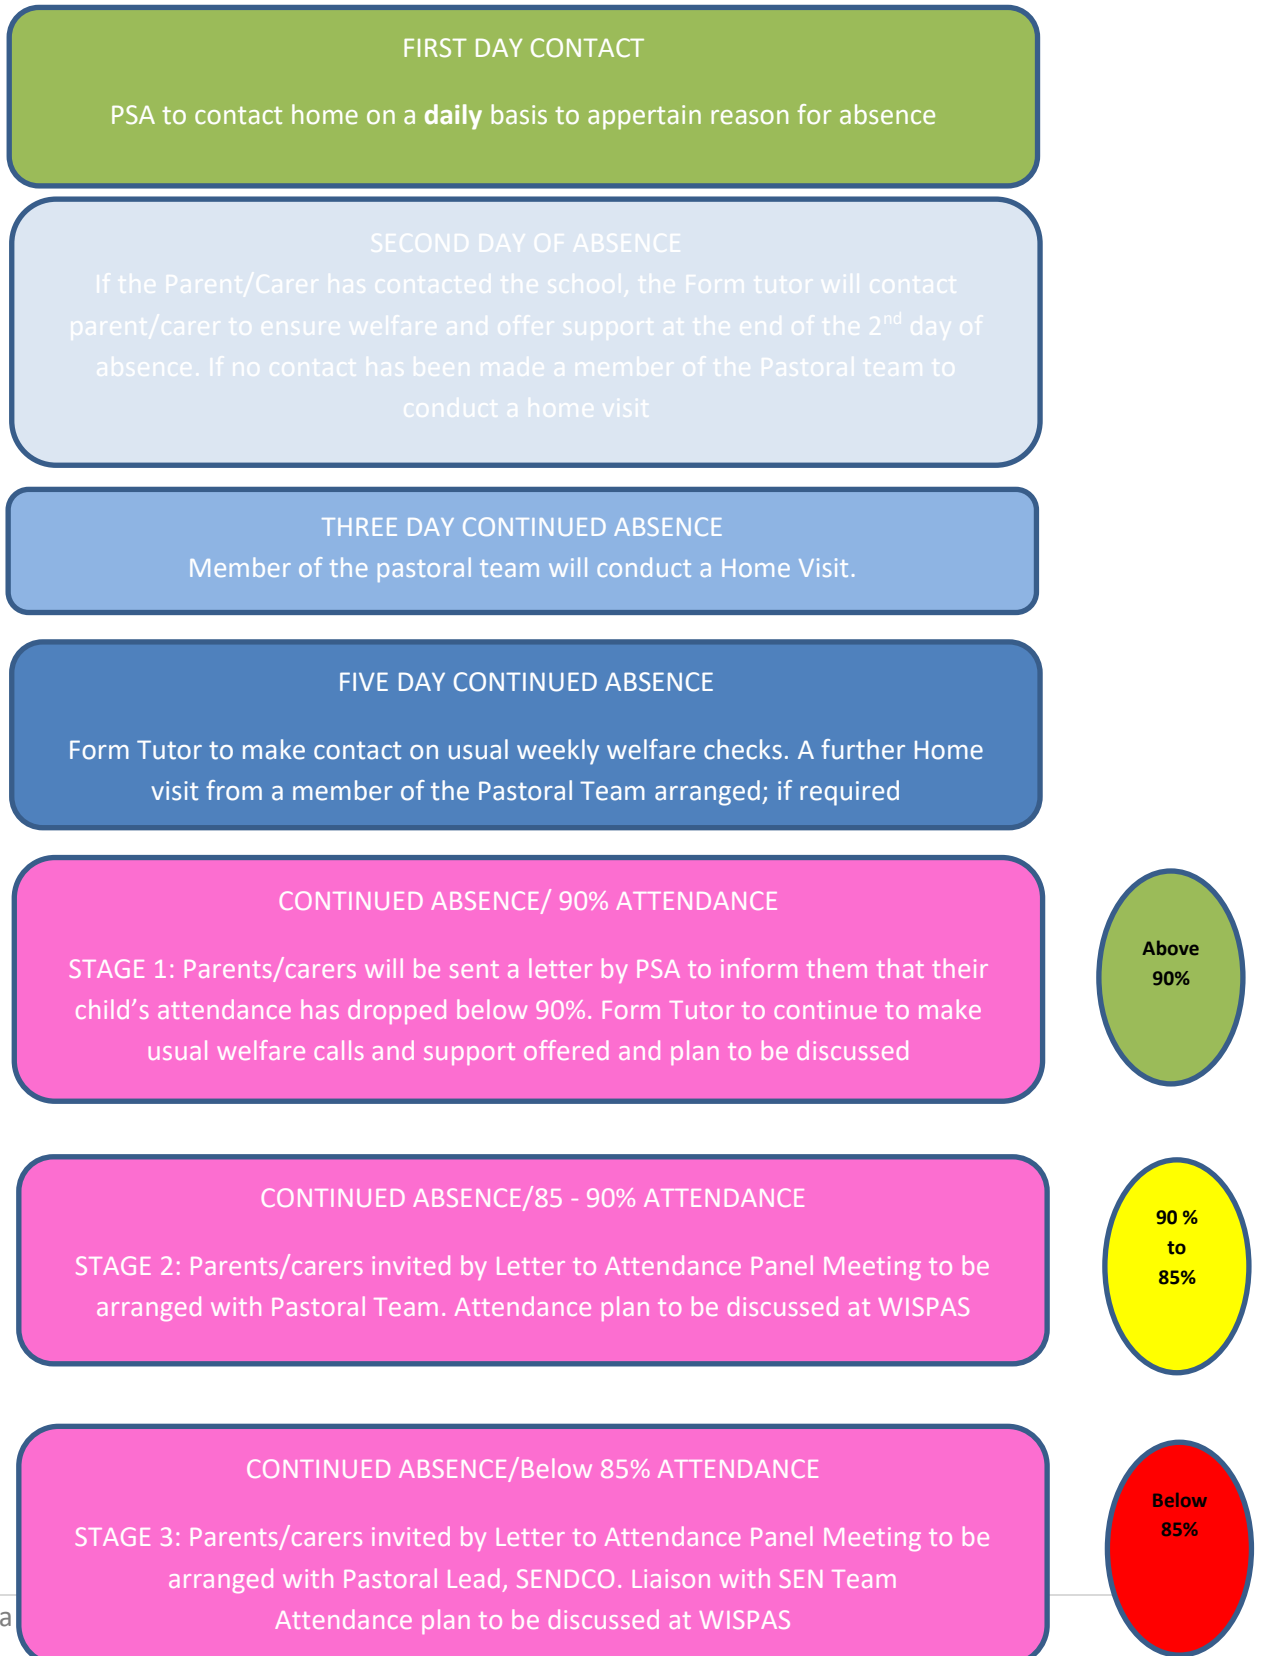 FIRST DAY CONTACT
PSA to contact home on a daily basis to appertain reason for absence
SECOND DAY OF ABSENCE
If the Parent/Carer has contacted the school, the Form tutor will contact
parent/carer to ensure welfare and offer support at the end of the 2nd day of
absence. If no contact has been made a member of the Pastoral team to
conduct a home visit
THREE DAY CONTINUED ABSENCE
Member of the pastoral team will conduct a Home Visit.
FIVE DAY CONTINUED ABSENCE
Form Tutor to make contact on usual weekly welfare checks. A further Home
visit from a member of the Pastoral Team arranged; if required
CONTINUED ABSENCE/ 90% ATTENDANCE
STAGE 1: Parents/carers will be sent a letter by PSA to inform them that their
child’s attendance has dropped below 90%. Form Tutor to continue to make
usual welfare calls and support offered and plan to be discussed
Above
90%
CONTINUED ABSENCE/85 - 90% ATTENDANCE
STAGE 2: Parents/carers invited by Letter to Attendance Panel Meeting to be
arranged with Pastoral Team. Attendance plan to be discussed at WISPAS
90 %
to
85%
CONTINUED ABSENCE/Below 85% ATTENDANCE
STAGE 3: Parents/carers invited by Letter to Attendance Panel Meeting to be
arranged with Pastoral Lead, SENDCO. Liaison with SEN Team
Attendance plan to be discussed at WISPAS
Below
85%